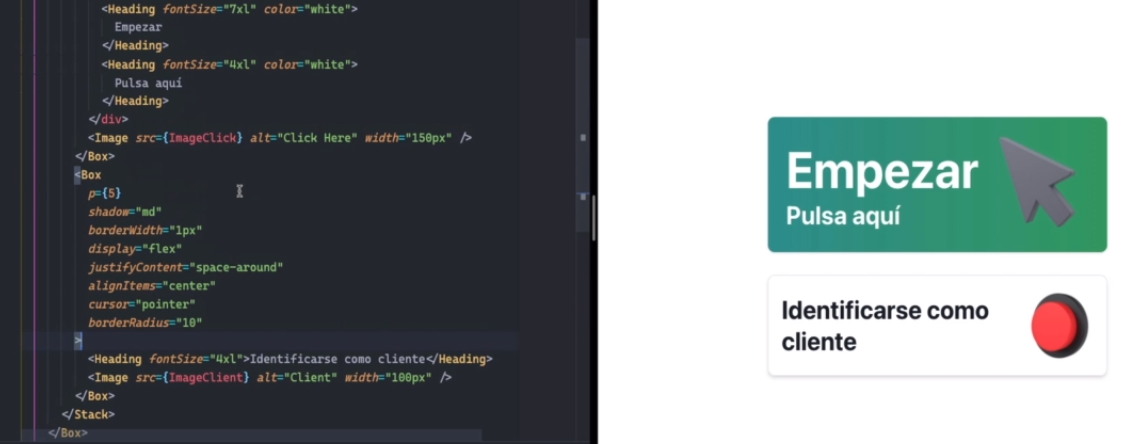 <Heading fontSize="7xl" color="white">
Empezar
</Heading>
<Heading fontSize="4xl" color="white">
Pulsa aquí
</Heading>
</div>
<Image src={ImageClick} alt="Click Here" width="150px" />
</Box>
<Box
p={5}
shadow="md"
borderWidth="1px"
display="flex"
justifyContent="space-around"
alignItems="center"
cursor="pointer"
borderRadius="10"
>
<Heading fontSize="4xl">Identificarse como cliente</Heading>
<Image src={ImageClient} alt="Client" width="100px" />
</Box>
</Stack>
</Box>
Empezar
Pulsa aquí
Identificarse como
cliente